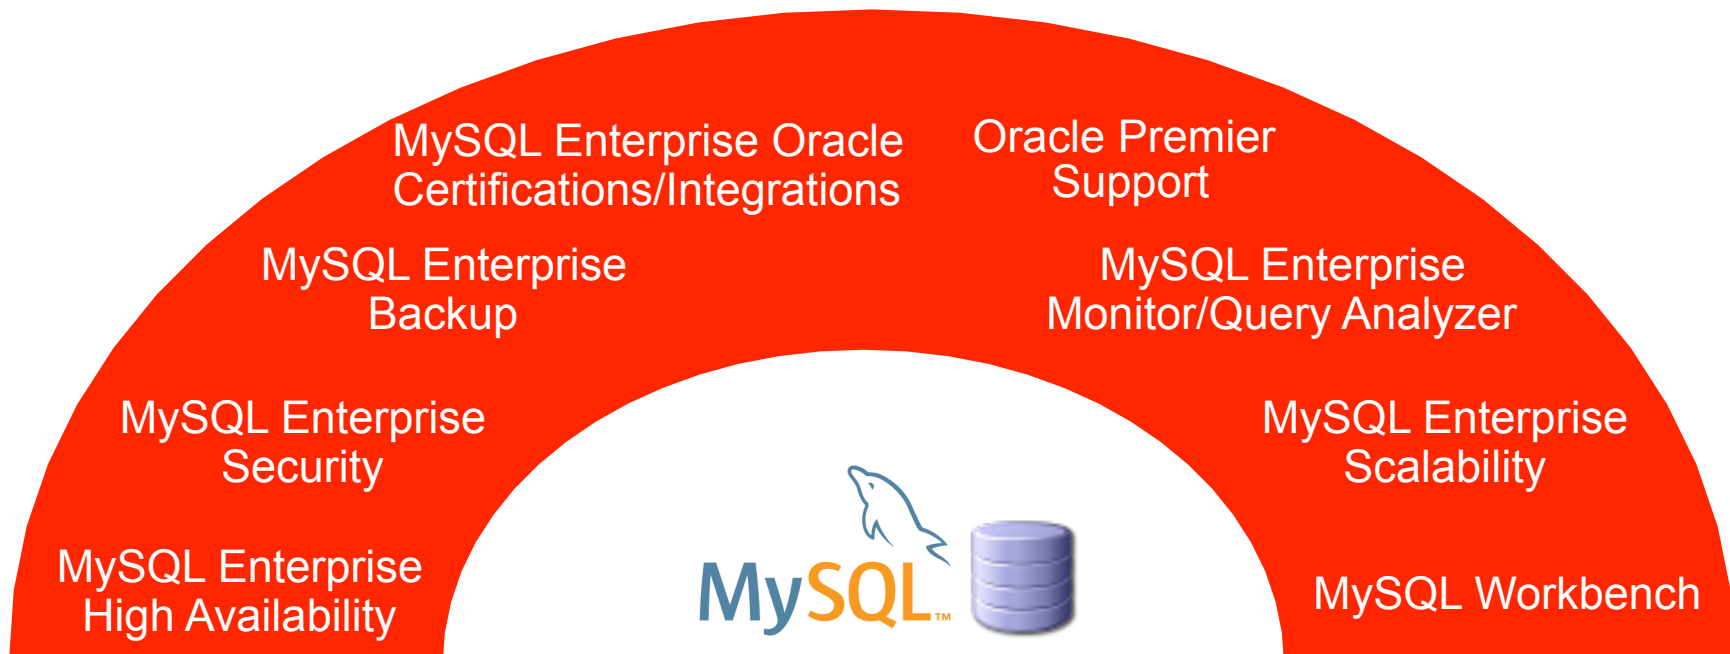 MySQL Enterprise Oracle
Certifications/Integrations
Oracle Premier
Support
MySQL Enterprise
Backup
MySQL Enterprise
Monitor/Query Analyzer
MySQL Enterprise
Security
MySQL Enterprise
Scalability
MySQL Enterprise
High Availability
MySQL™
MySQL Workbench